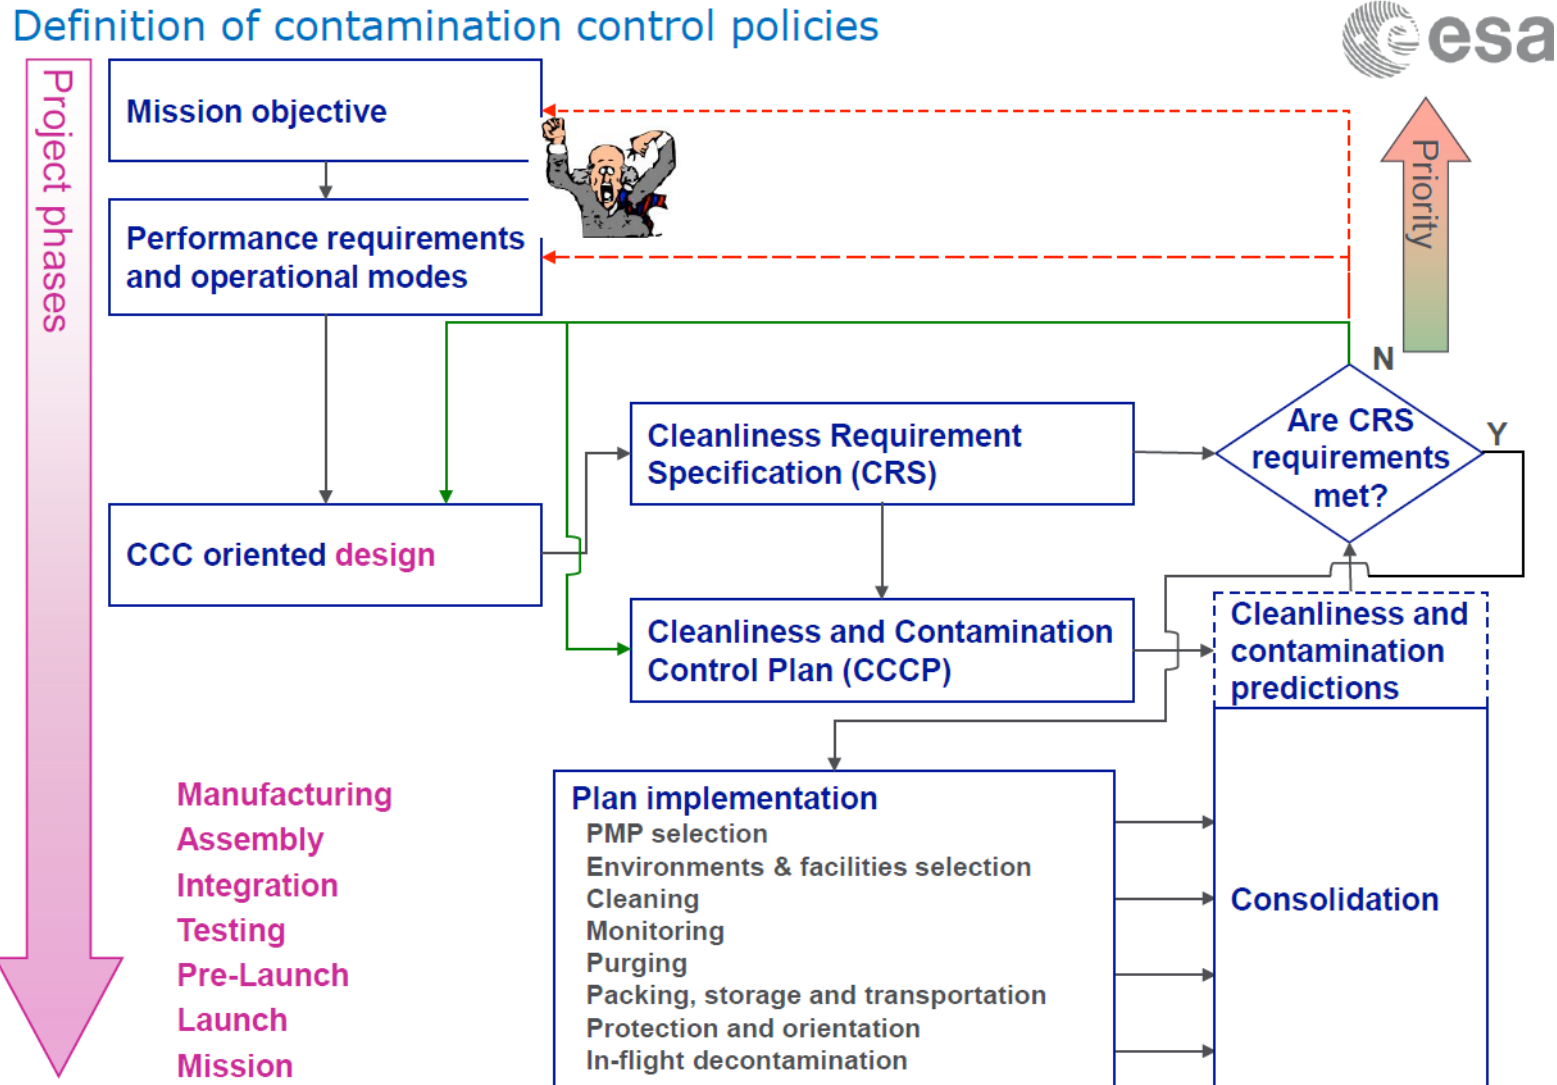 Definition of contamination control policies
esa
Project phases
Mission objective
Priority
Performance requirements
and operational modes
N
Are CRS
requirements
met?
Y
Cleanliness Requirement
Specification (CRS)
CCC oriented design
Cleanliness and Contamination
Control Plan (CCCP)
Cleanliness and
contamination
predictions
Manufacturing
Assembly
Integration
Testing
Pre-Launch
Launch
Mission
Plan implementation
PMP selection
Environments & facilities selection
Cleaning
Monitoring
Purging
Packing, storage and transportation
Protection and orientation
In-flight decontamination
Consolidation